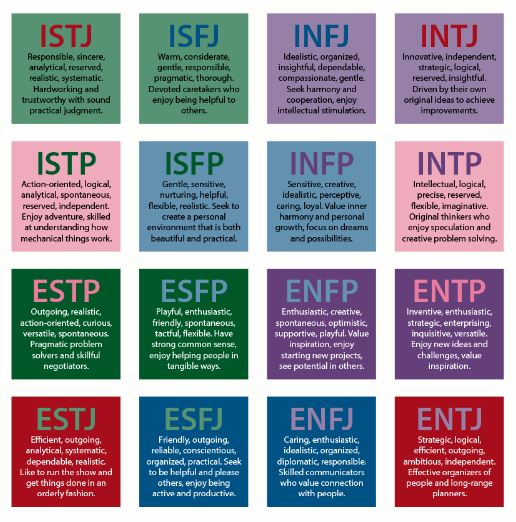 ISTJ
Responsible, sincere,
analytical, reserved,
realistic, systematic.
Hardworking and
trustworthy with sound
practical judgment.
ISFJ
Warm, considerate,
gentle, responsible,
pragmatic, thorough.
Devoted caretakers who
enjoy being helpful to
others.
INFJ
Idealistic, organized,
insightful, dependable,
compassionate, gentle.
Seek harmony and
cooperation, enjoy
intellectual stimulation.
INTJ
Innovative, independent,
strategic, logical,
reserved, insightful.
Driven by their own
original ideas to achieve
improvements.
ISTP
Action-oriented, logical,
analytical, spontaneous,
reserved, independent.
Enjoy adventure, skilled
at understanding how
mechanical things work.
ISFP
Gentle, sensitive,
nurturing, helpful,
flexible, realistic. Seek to
create a personal
environment that is both
beautiful and practical.
INFP
Sensitive, creative,
idealistic, perceptive,
caring, loyal. Value inner
harmony and personal
growth, focus on dreams
and possibilities.
INTP
Intellectual, logical,
precise, reserved,
flexible, imaginative.
Original thinkers who
enjoy speculation and
creative problem solving.
ESTP
Outgoing, realistic,
action-oriented, curious,
versatile, spontaneous.
Pragmatic problem
solvers and skillful
negotiators.
ESFP
Playful, enthusiastic,
friendly, spontaneous,
tactful, flexible. Have
strong common sense,
enjoy helping people in
tangible ways.
ENFP
Enthusiastic, creative,
spontaneous, optimistic,
supportive, playful. Value
inspiration, enjoy
starting new projects,
see potential in others.
ENTP
Inventive, enthusiastic,
strategic, enterprising,
inquisitive, versatile.
Enjoy new ideas and
challenges, value
inspiration.
ESTJ
Efficient, outgoing,
analytical, systematic,
dependable, realistic.
Like to run the show and
get things done in an
orderly fashion.
ESFJ
Friendly, outgoing,
reliable, conscientious,
organized, practical. Seek
to be helpful and please
others, enjoy being
active and productive.
ENFJ
Caring, enthusiastic,
idealistic, organized,
diplomatic, responsible.
Skilled communicators
who value connection
with people.
ENTJ
Strategic, logical,
efficient, outgoing,
ambitious, independent.
Effective organizers of
people and long-range
planners.